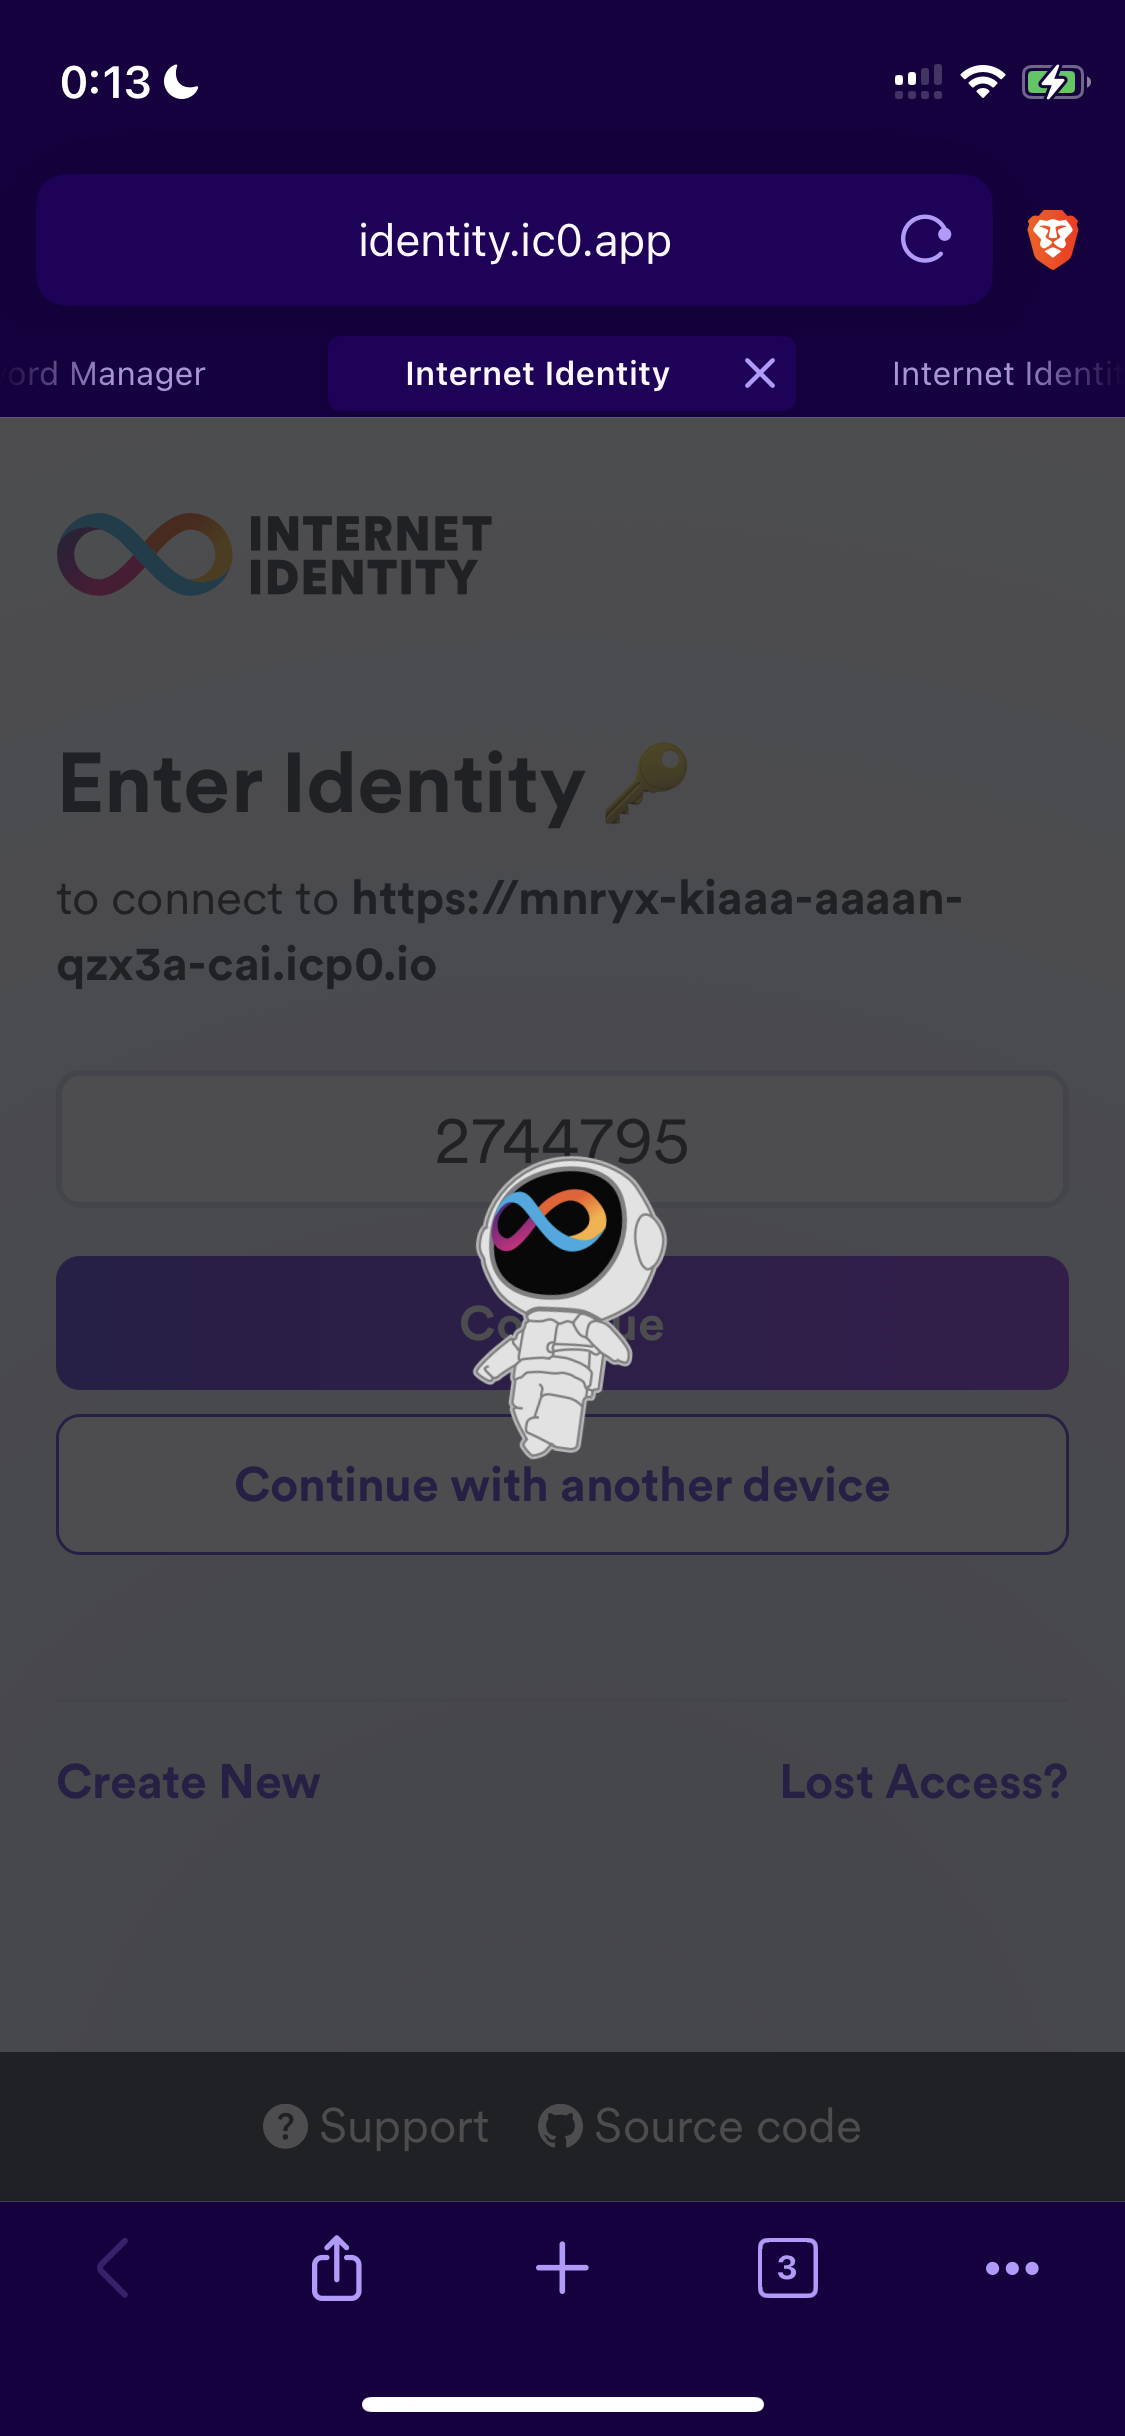 0:13
identity.ic0.app
ord Manager
Internet Identity
Internet Identit
INTERNET
IDENTITY
Enter Identity 🔑
to connect to https://mnryx-kiaaa-aaaan-
qzx3a-cai.icp0.io
2744795
Co ue
Continue with another device
Create New
Lost Access?
Support
Source code
3